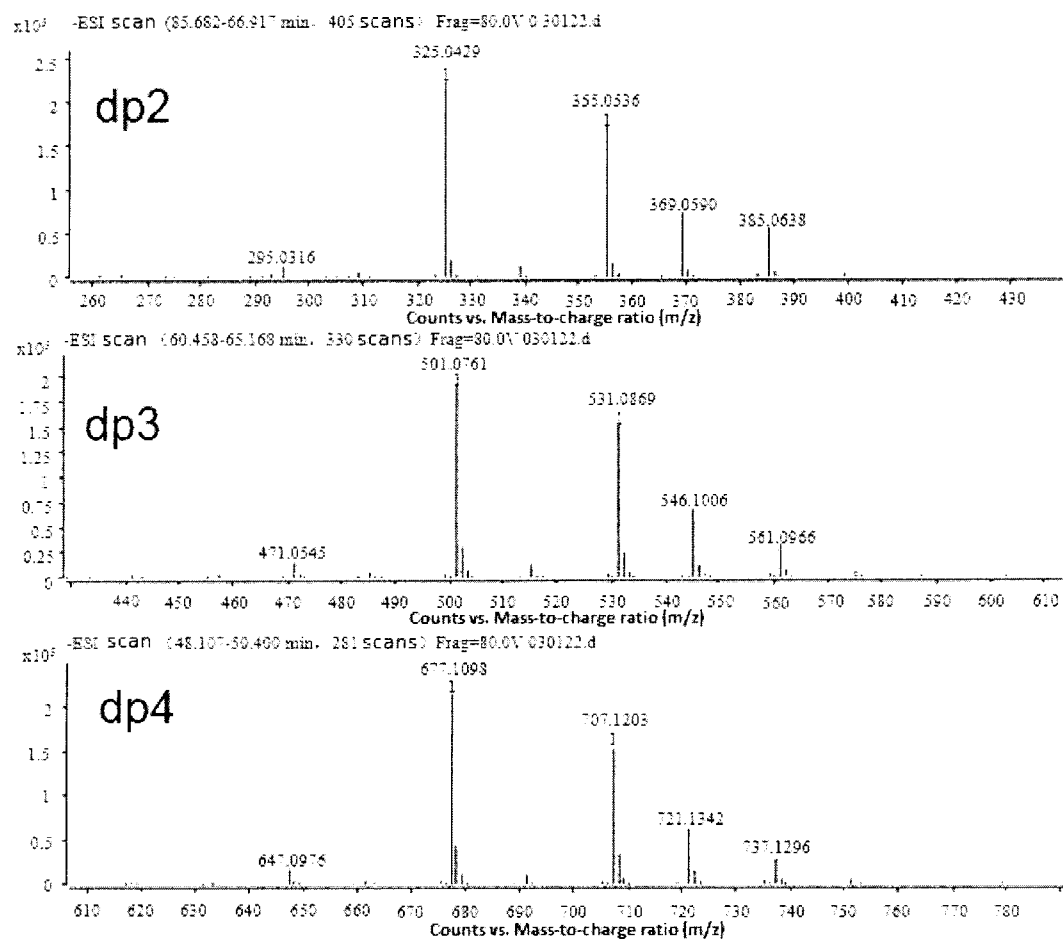 x10⁵ -ESI scan (85.682-66.917 min, 405 scans) Frag=80.0V 0 30122.d
325.0429
2.5
dp2
355.0536
2
1.5
1
369.0590
385.0638
0.5
295.0316
0
260 270 280 290 300 310 320 330 340 350 360 370 380 390 400 410 420 430
Counts vs. Mass-to-charge ratio (m/z)
x10⁵ -ESI scan (60.458-65.168 min, 330 scans) Frag=80.0V 030122.d
501.0761
2
dp3
531.0869
1.75
1.5
1.25
1
0.75
546.1006
0.5
561.0966
0.25
471.0545
0
440 450 460 470 480 490 500 510 520 530 540 550 560 570 580 590 600 610
Counts vs. Mass-to-charge ratio (m/z)
x10⁵ -ESI scan (48.107-50.400 min, 281 scans) Frag=80.0V 030122.d
677.1098
2
dp4
707.1203
1.5
1
721.1342
0.5
647.0976
737.1296
0
610 620 630 640 650 660 670 680 690 700 710 720 730 740 750 760 770 780
Counts vs. Mass-to-charge ratio (m/z)